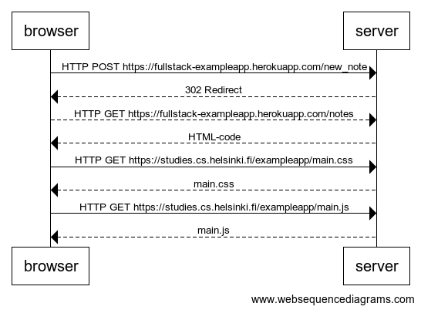 browser server
HTTP POST https://fullstack-exampleapp.herokuapp.com/new_note
302 Redirect
HTTP GET https://fullstack-exampleapp.herokuapp.com/notes
HTML-code
HTTP GET https://studies.cs.helsinki.fi/exampleapp/main.css
main.css
HTTP GET https://studies.cs.helsinki.fi/exampleapp/main.js
main.js
browser server
www.websequencediagrams.com